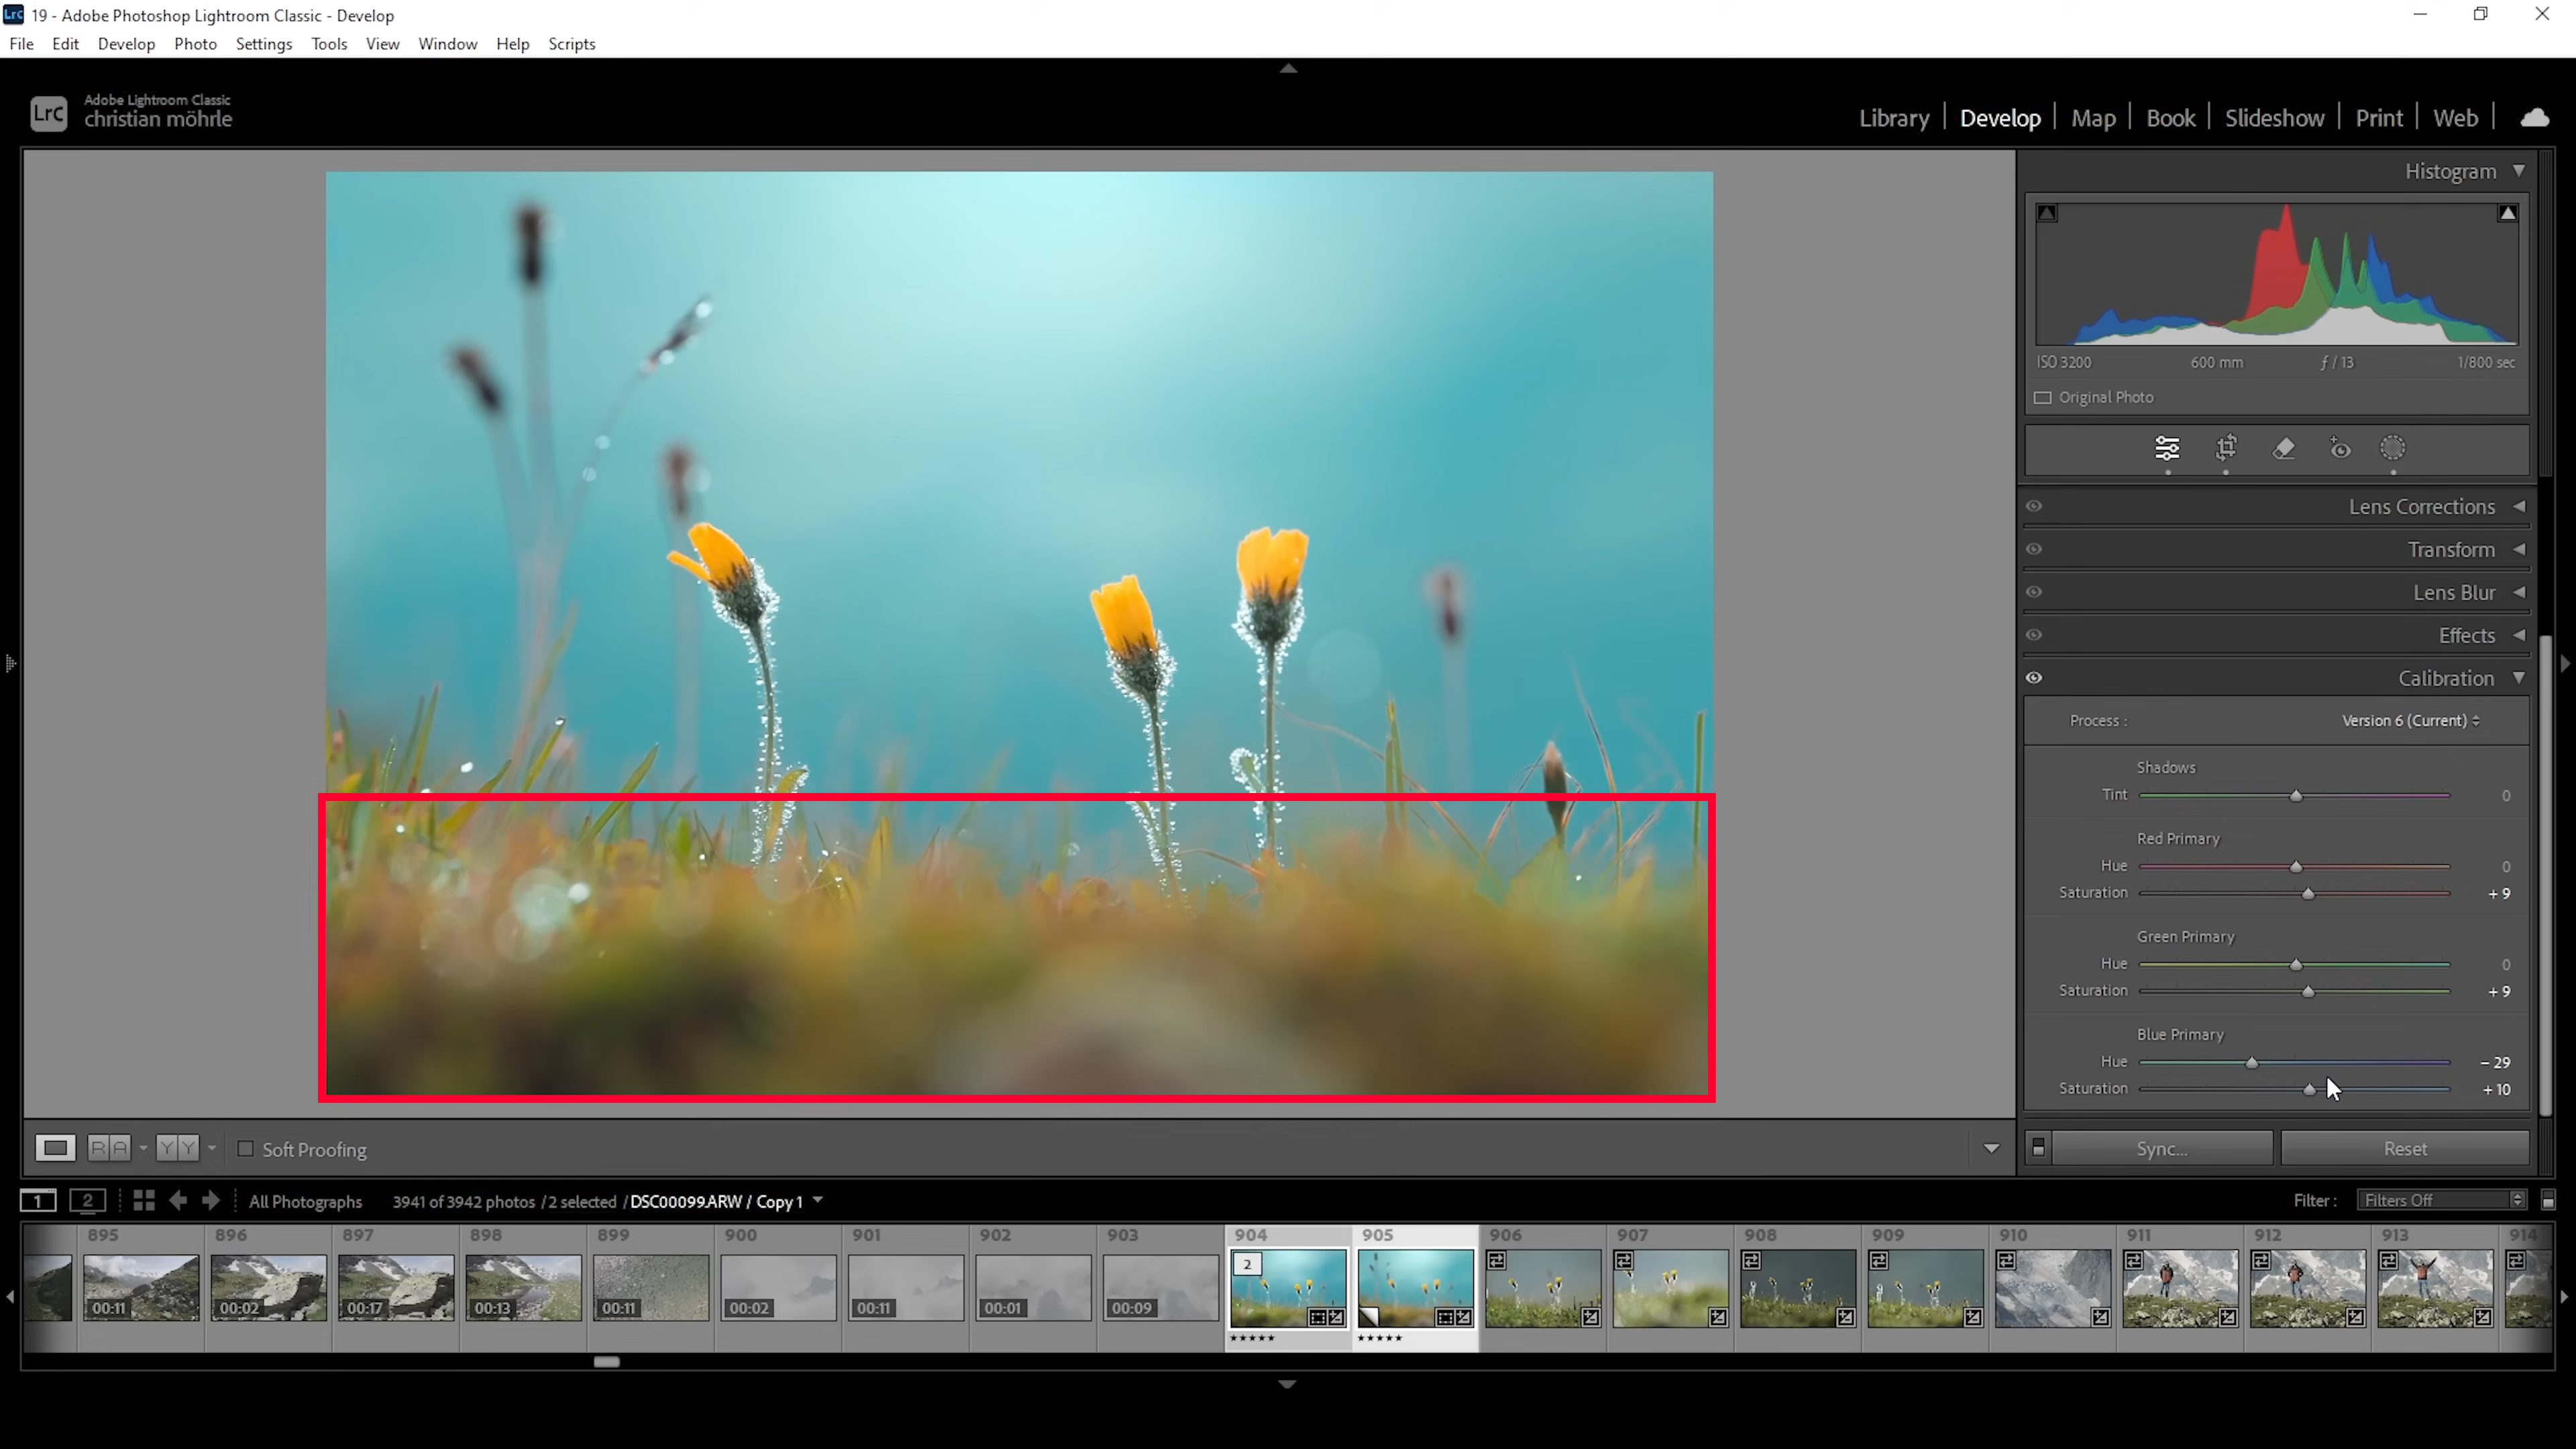 Lrc 19 - Adobe Photoshop Lightroom Classic - Develop
File Edit Develop Photo Settings Tools View Window Help Scripts
Lrc Adobe Lightroom Classic
christian möhrle
Library | Develop | Map | Book | Slideshow | Print | Web |
Histogram
ISO 3200 600 mm ƒ / 13 1/800 sec
Original Photo
Lens Corrections
Transform
Lens Blur
Effects
Calibration
Process : Version 6 (Current)
Shadows
Tint 0
Red Primary
Hue 0
Saturation + 9
Green Primary
Hue 0
Saturation + 9
Blue Primary
Hue - 29
Saturation + 10
R A Y Y Soft Proofing
Sync... Reset
1 2 All Photographs 3941 of 3942 photos / 2 selected / DSC00099.ARW / Copy 1 Filter : Filters Off
895 896 897 898 899 900 901 902 903 904 905 906 907 908 909 910 911 912 913 914
2
00:11 00:02 00:17 00:13 00:11 00:02 00:11 00:01 00:09